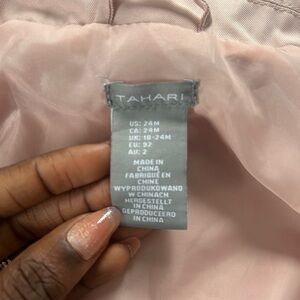 TAHARI
US: 24M
CA: 24M
UK: 18-24M
EU: 92
AU: 2
MADE IN
CHINA
FABRIQUÉ EN
CHINE
WYPRODUKOWANO
W CHINACH
HERGESTELLT
IN CHINA
GEPRODUCEERD
IN CHINA